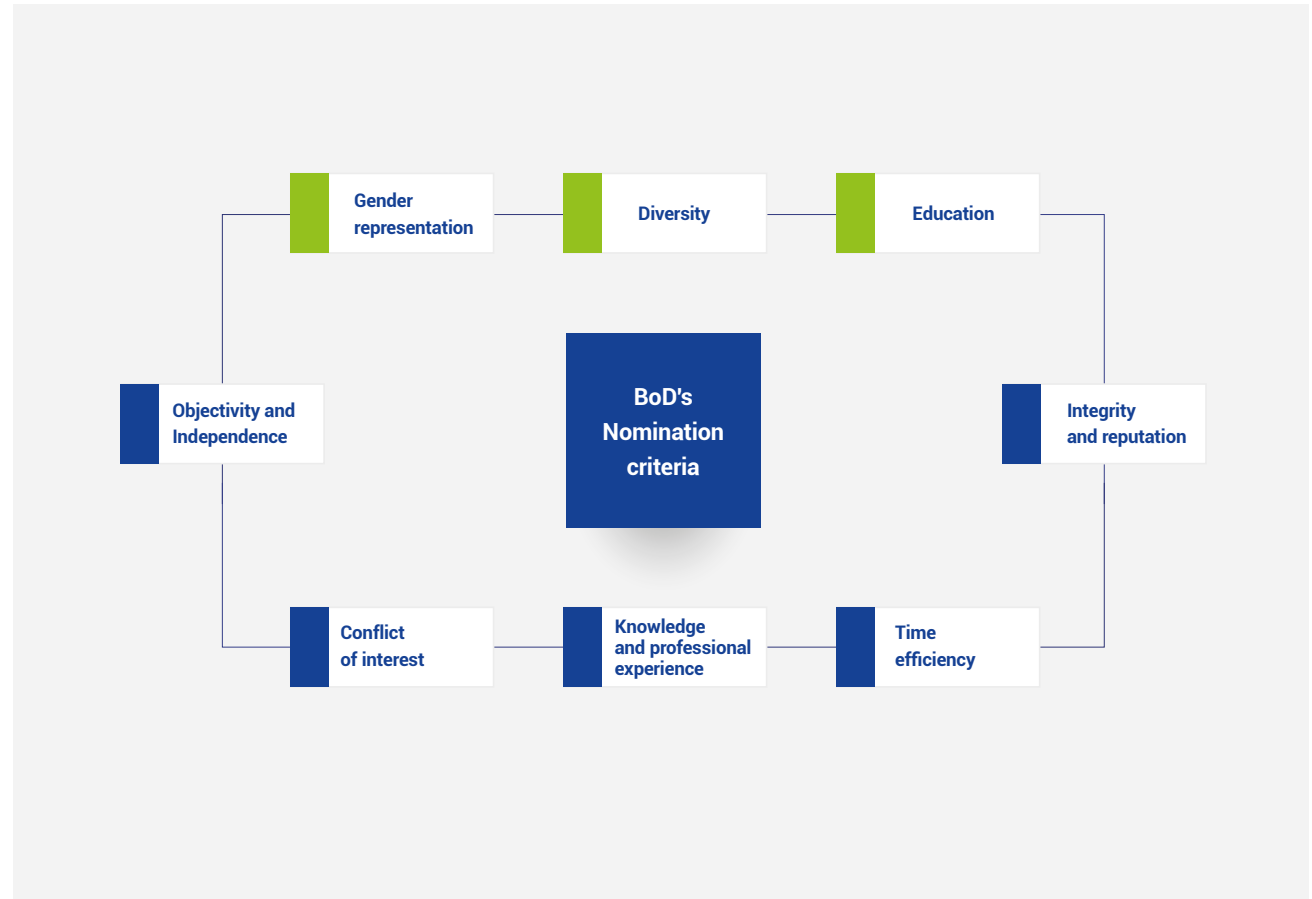 Gender
representation
Diversity
Education
Objectivity and
Independence
BoD's
Nomination
criteria
Integrity
and reputation
Conflict
of interest
Knowledge
and professional
experience
Time
efficiency